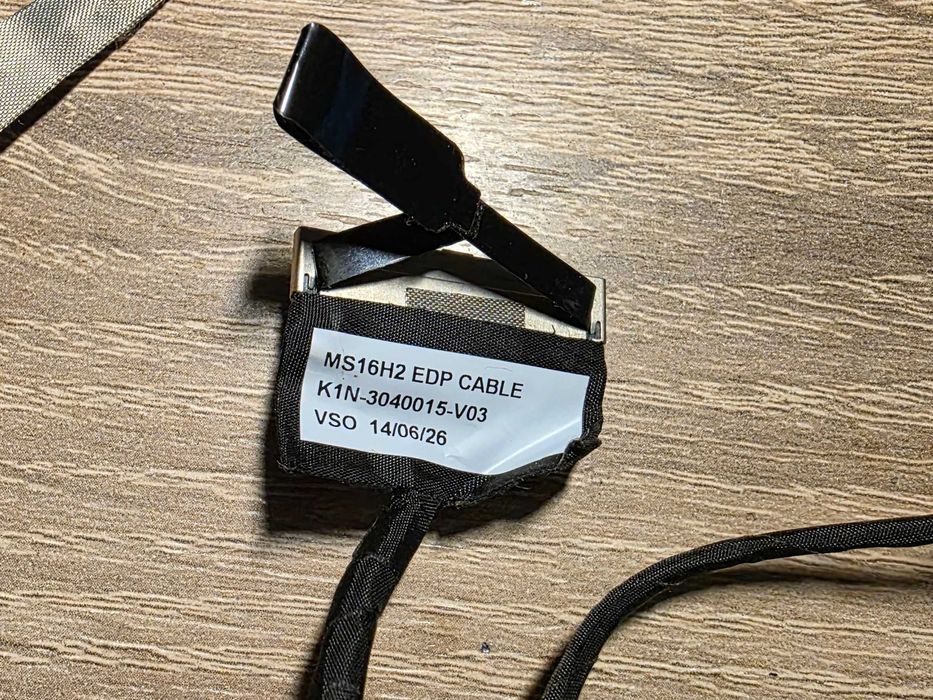 MS16H2 EDP CABLE
K1N-3040015-V03
VSO 14/06/26